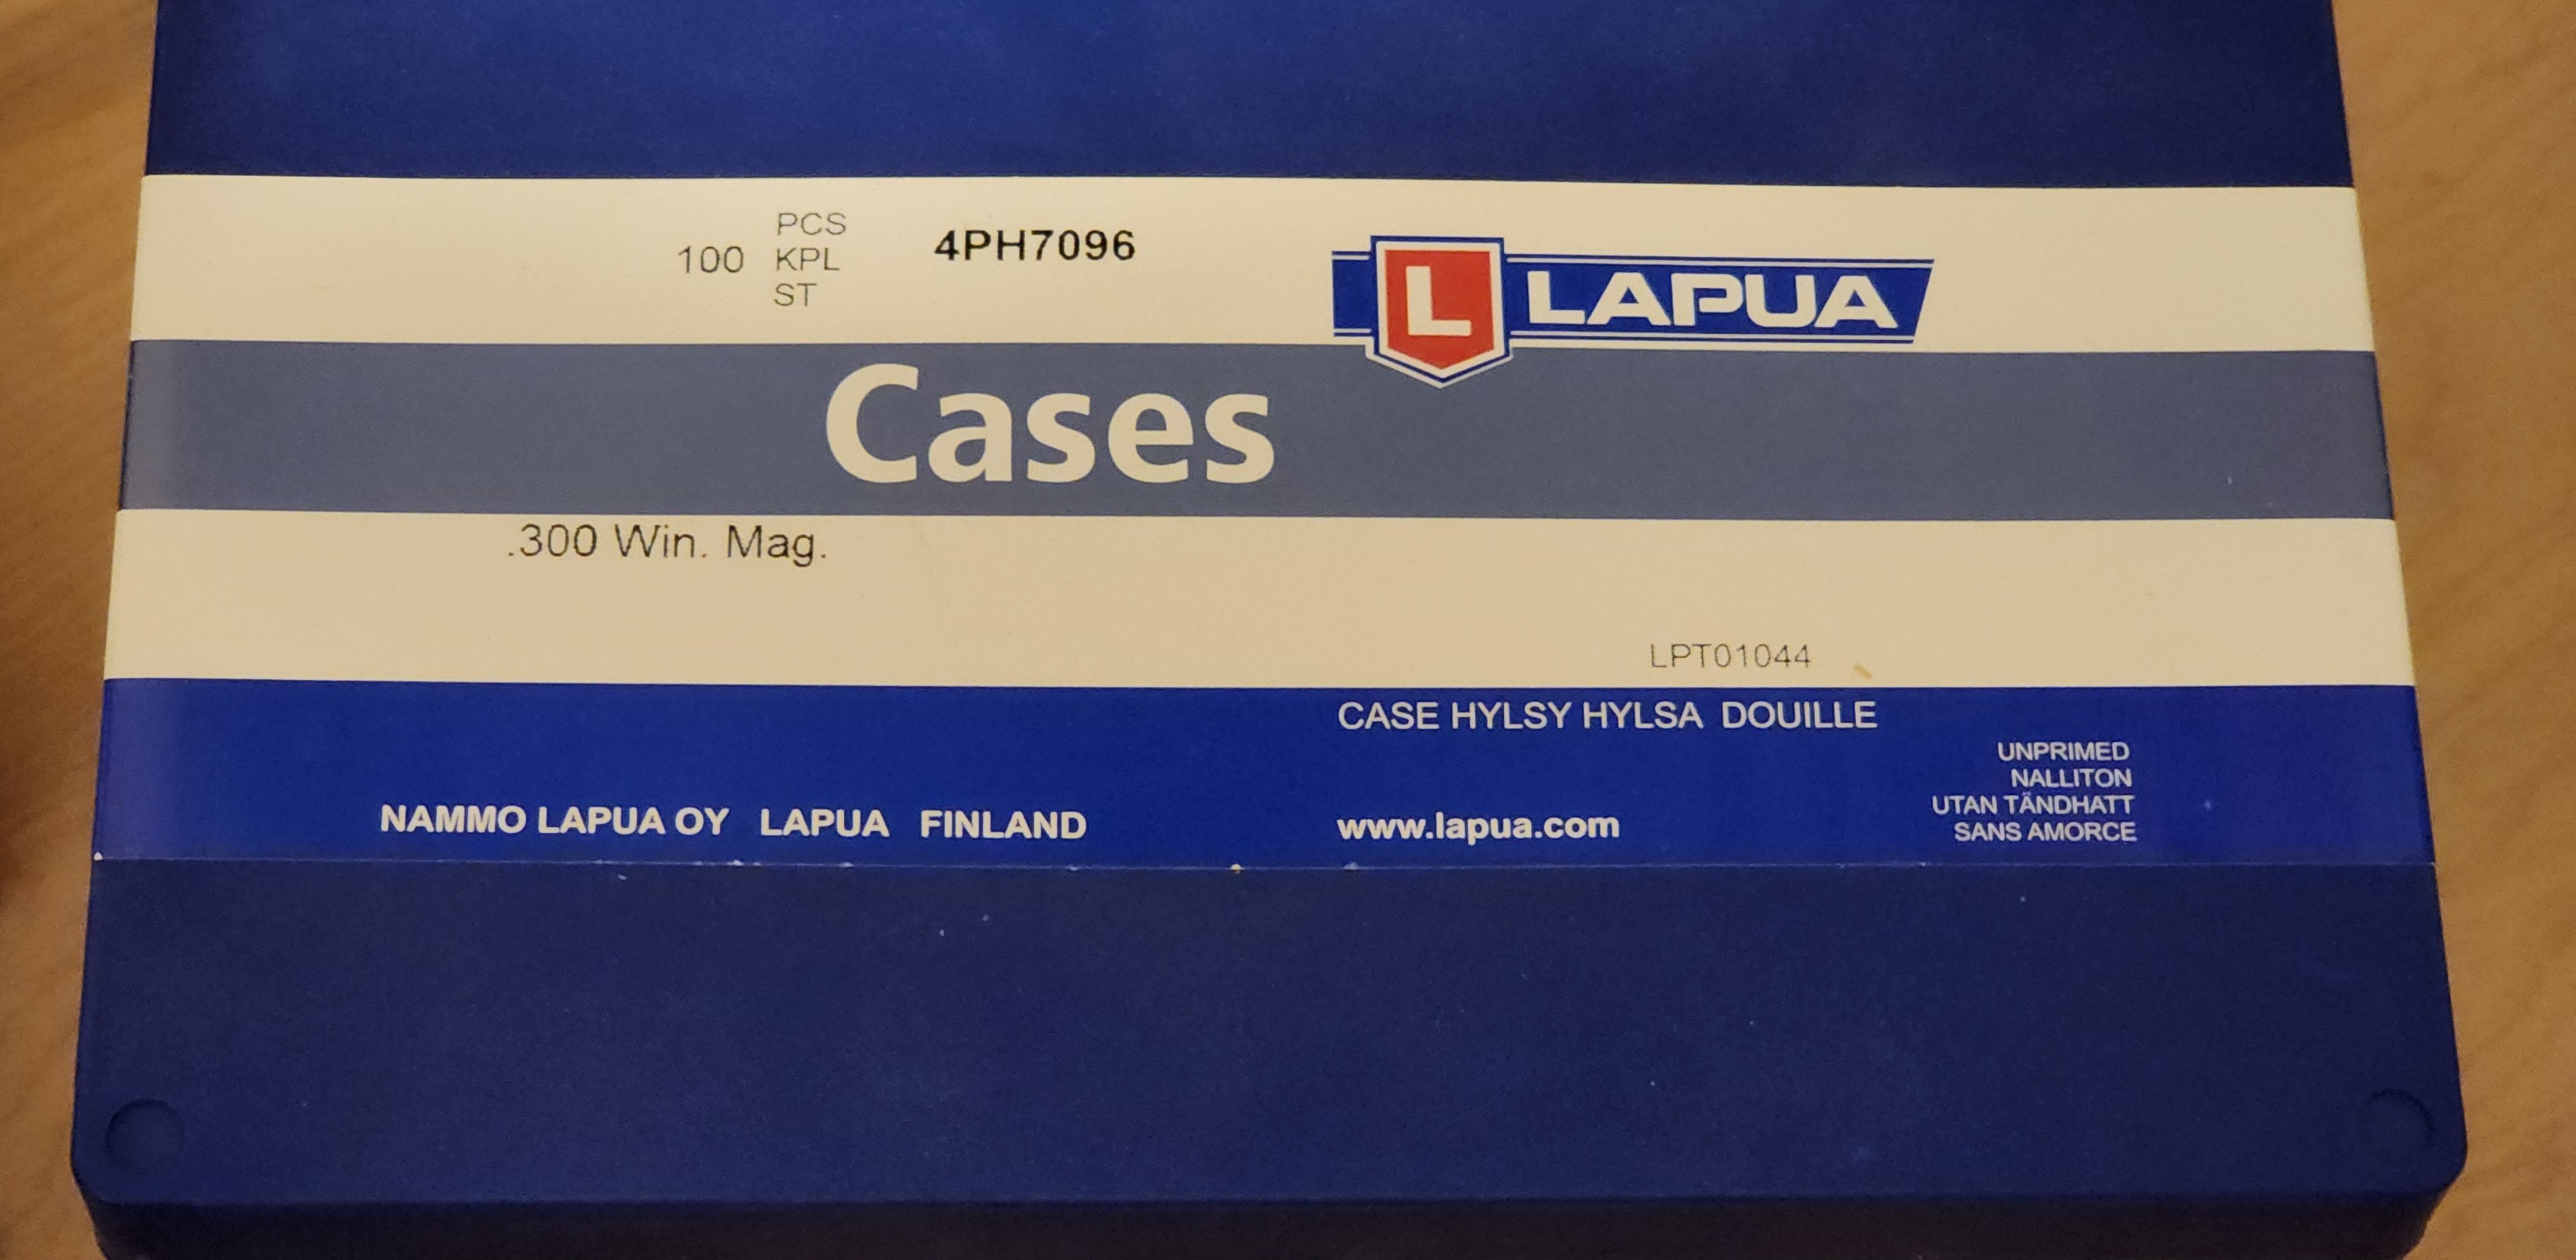 PCS
100 KPL
ST
4PH7096
L LAPUA
Cases
.300 Win. Mag.
LPT01044
CASE HYLSY HYLSA DOUILLE
UNPRIMED
NALLITON
UTAN TÄNDHATT
SANS AMORCE
NAMMO LAPUA OY LAPUA FINLAND
www.lapua.com